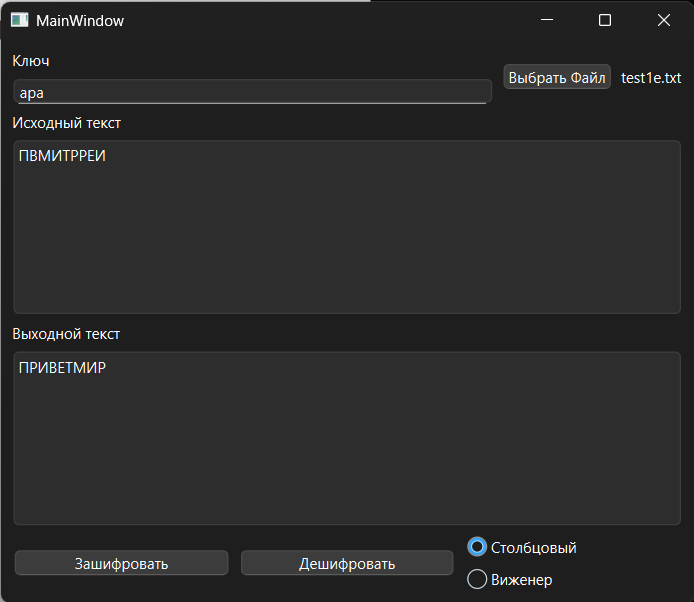 MainWindow
Ключ
ара
Выбрать Файл
test1e.txt
Исходный текст
ПВМИТРРЕИ
Выходной текст
ПРИВЕТМИР
Зашифровать
Дешифровать
Столбцовый
Виженер